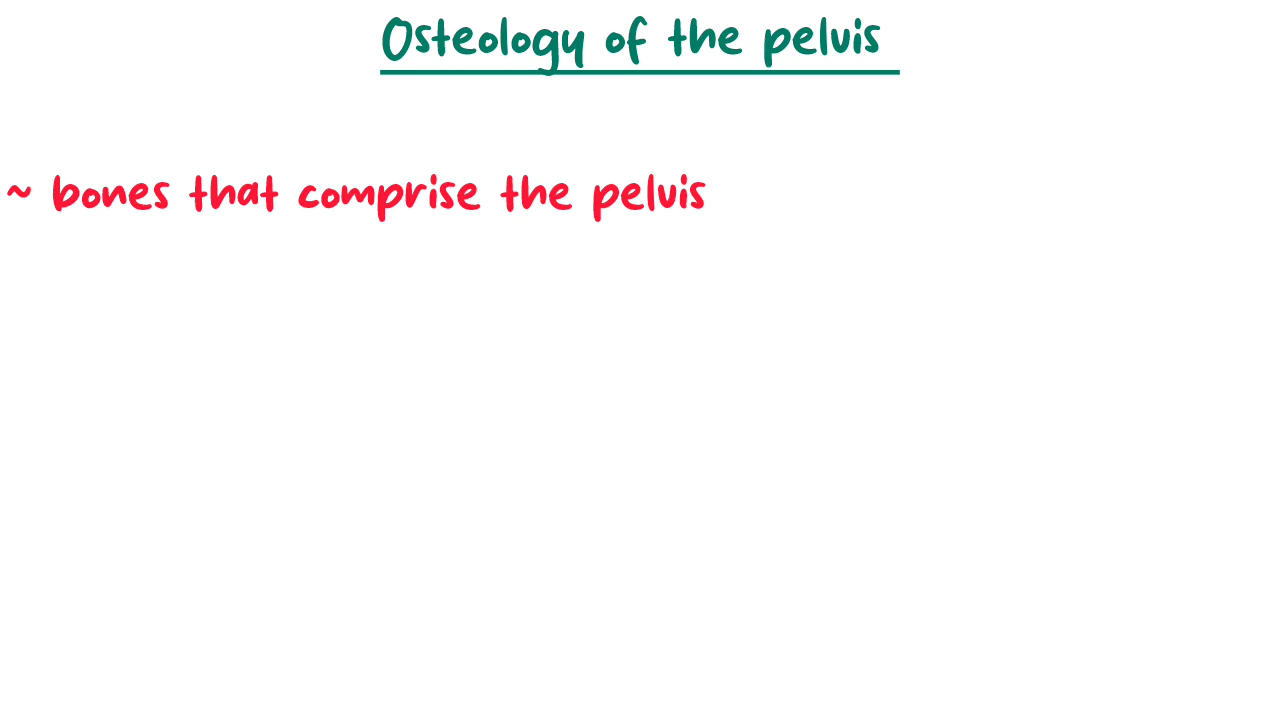 Osteology of the pelvis
~ bones that comprise the pelvis